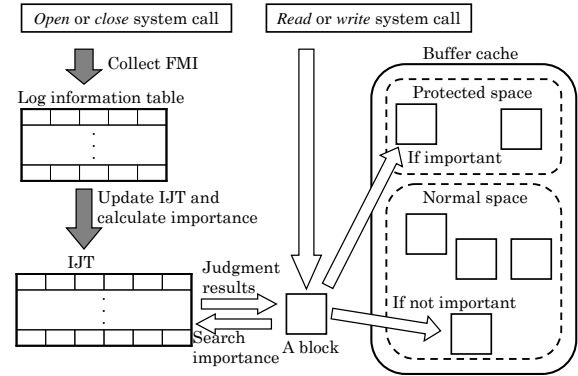 Open or close system call
Read or write system call
Collect FMI
Buffer cache
Log information table
Protected space
If important
Update IJT and
calculate importance
Normal space
IJT
Judgment
results
If not important
Search
importance
A block